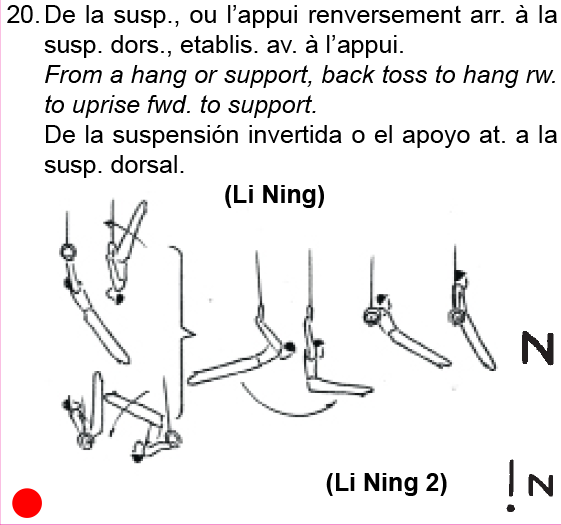 20. De la susp., ou l’appui renversement arr. à la
susp. dors., etablis. av. à l’appui.
From a hang or support, back toss to hang rw.
to uprise fwd. to support.
De la suspensión invertida o el apoyo at. a la
susp. dorsal.
(Li Ning)
N
(Li Ning 2)
N